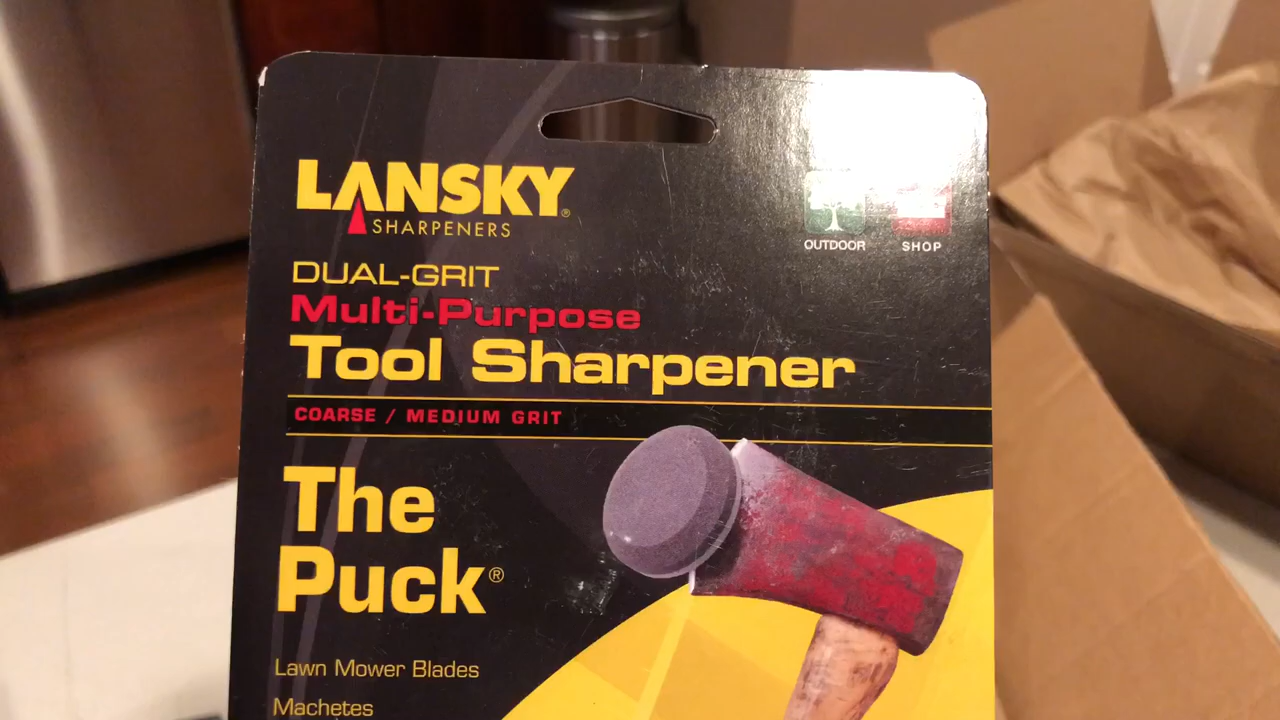 LANSKY®
SHARPENERS
OUTDOOR
SHOP
DUAL-GRIT
Multi-Purpose
Tool Sharpener
COARSE / MEDIUM GRIT
The
Puck®
Lawn Mower Blades
Machetes